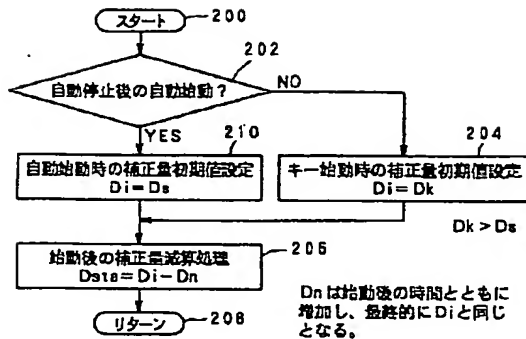 スタート
200
202
自動停止後の自動始動?
NO
YES
210
204
自動始動時の補正量初期値設定
Di=Ds
キー始動時の補正量初期値設定
Di=Dk
Dk>Ds
206
始動後の補正量減算処理
Dsta=Di-Dn
リターン
208
Dnは始動後の時間とともに
増加し、最終的にDiと同じ
となる。